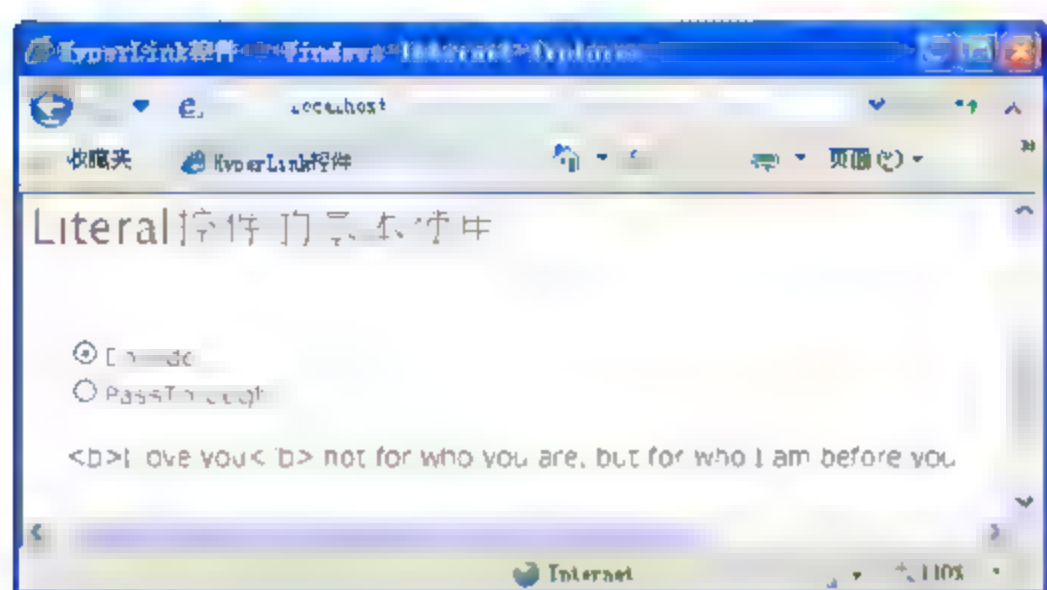 HyperLink控件 - Windows Internet Explorer
localhost
收藏夹 HyperLink控件 页面(P)
Literal控件的显示使用
Encode
PassThrough
<b>I love you</b> not for who you are, but for who I am before you
Internet 110%